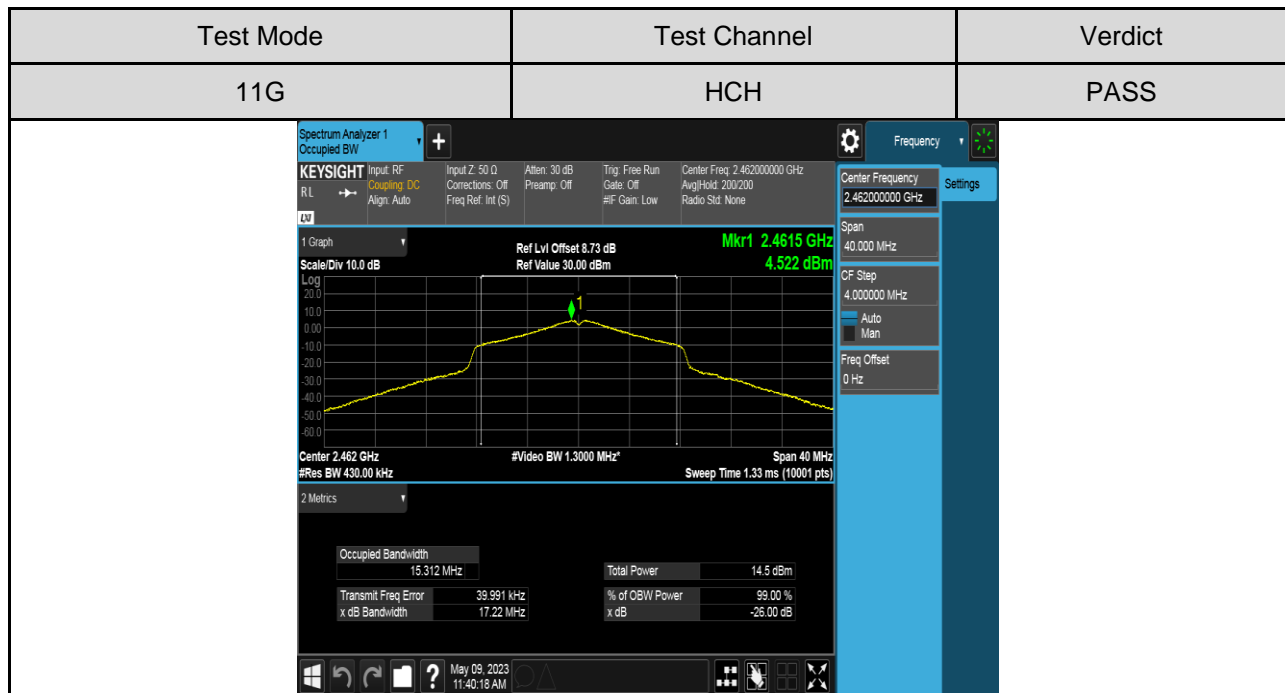 Test Mode Test Channel Verdict
11G HCH PASS
Spectrum Analyzer 1
Occupied BW
+
Frequency
KEYSIGHT Input: RF Input Z: 50 Ω Atten: 30 dB Trig: Free Run Center Freq: 2.462000000 GHz
RL Coupling: DC Corrections: Off Preamp: Off Gate: Off Avg|Hold: 200/200
Align: Auto Freq Ref: Int (S) #IF Gain: Low Radio Std: None
LXI
Center Frequency
2.462000000 GHz
Settings
Span
40.000 MHz
CF Step
4.000000 MHz
Auto
Man
Freq Offset
0 Hz
1 Graph Ref Lvl Offset 8.73 dB Mkr1 2.4615 GHz
Scale/Div 10.0 dB Ref Value 30.00 dBm 4.522 dBm
Log
20.0
10.0
1
0.00
-10.0
-20.0
-30.0
-40.0
-50.0
-60.0
Center 2.462 GHz #Video BW 1.3000 MHz* Span 40 MHz
#Res BW 430.00 kHz Sweep Time 1.33 ms (10001 pts)
2 Metrics
Occupied Bandwidth
15.312 MHz Total Power 14.5 dBm
Transmit Freq Error 39.991 kHz % of OBW Power 99.00 %
x dB Bandwidth 17.22 MHz x dB -26.00 dB
? May 09, 2023
11:40:18 AM